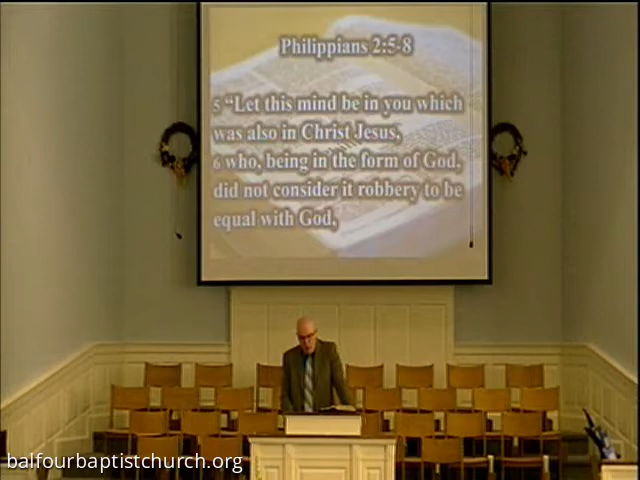 Philippians 2:5-8
5 “Let this mind be in you which
was also in Christ Jesus,
6 who, being in the form of God,
did not consider it robbery to be
equal with God,
balfourbaptistchurch.org